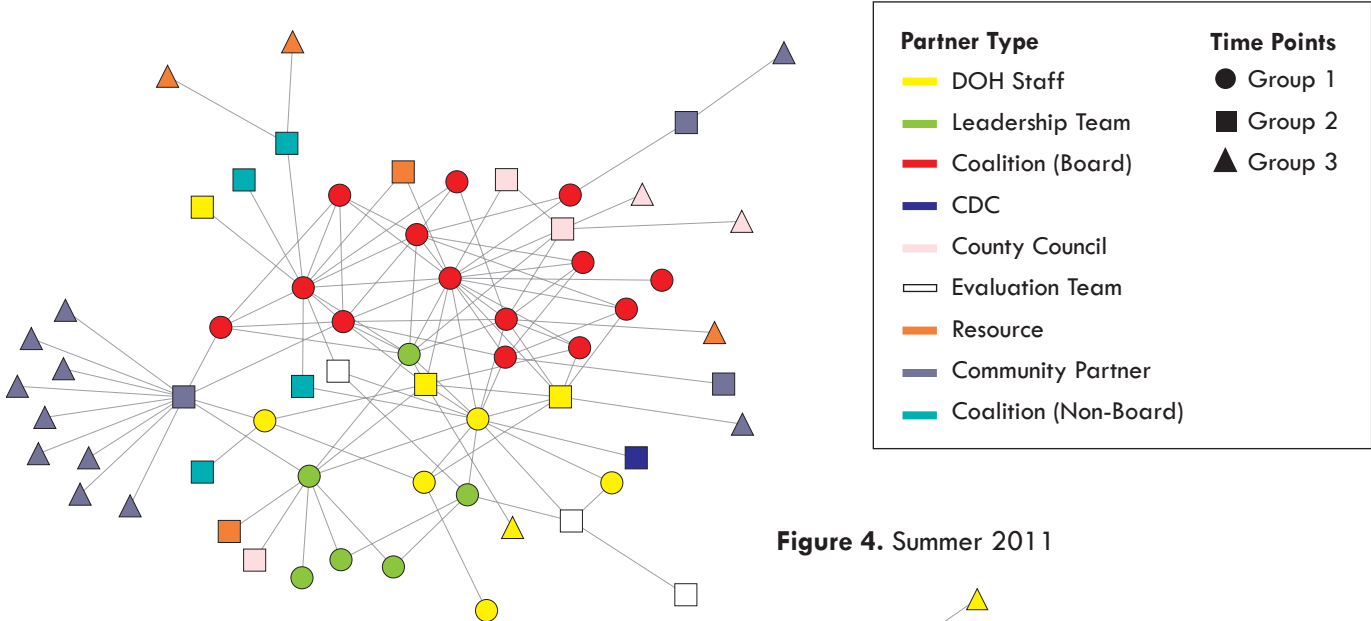 Partner Type
DOH Staff
Leadership Team
Coalition (Board)
CDC
County Council
Evaluation Team
Resource
Community Partner
Coalition (Non-Board)
Time Points
Group 1
Group 2
Group 3
Figure 4. Summer 2011